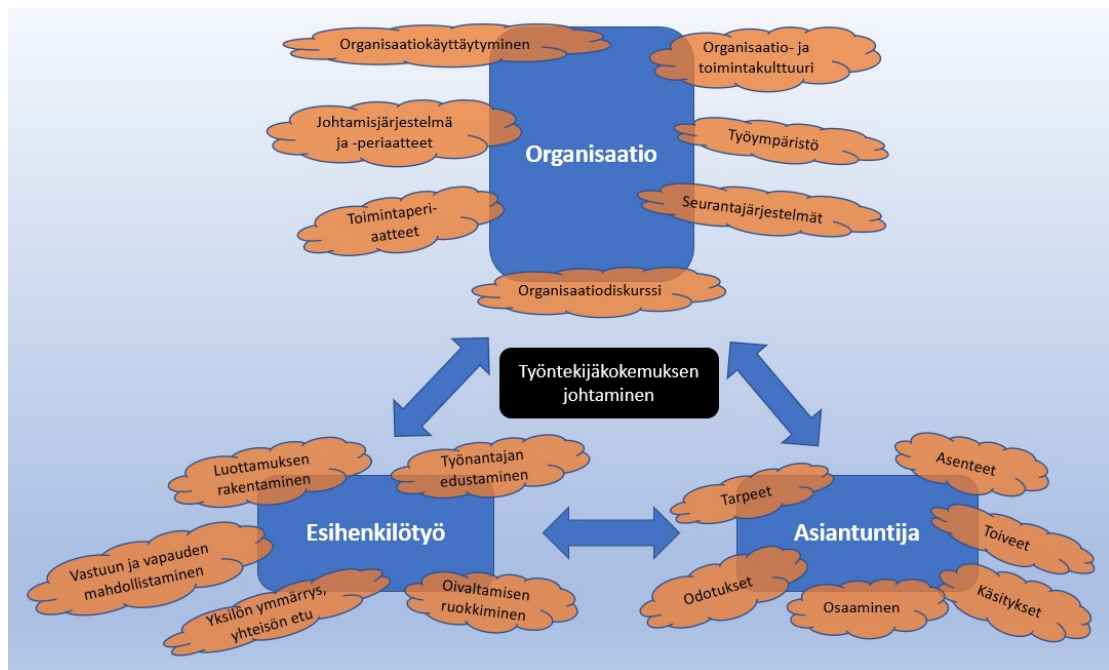 Organisaatiokäyttäytyminen
Organisaatio- ja
toimintakulttuuri
Johtamisjärjestelmä
ja -periaatteet
Organisaatio
Työympäristö
Toimintaperi-
aatteet
Seurantajärjestelmät
Organisaatiodiskurssi
Työntekijäkokemuksen
johtaminen
Luottamuksen
rakentaminen
Työnantajan
edustaminen
Esihenkilötyö
Vastuun ja vapauden
mahdollistaminen
Yksilön ymmärrys,
yhteisön etu
Oivaltamisen
ruokkiminen
Tarpeet
Asenteet
Asiantuntija
Toiveet
Odotukset
Osaaminen
Käsitykset